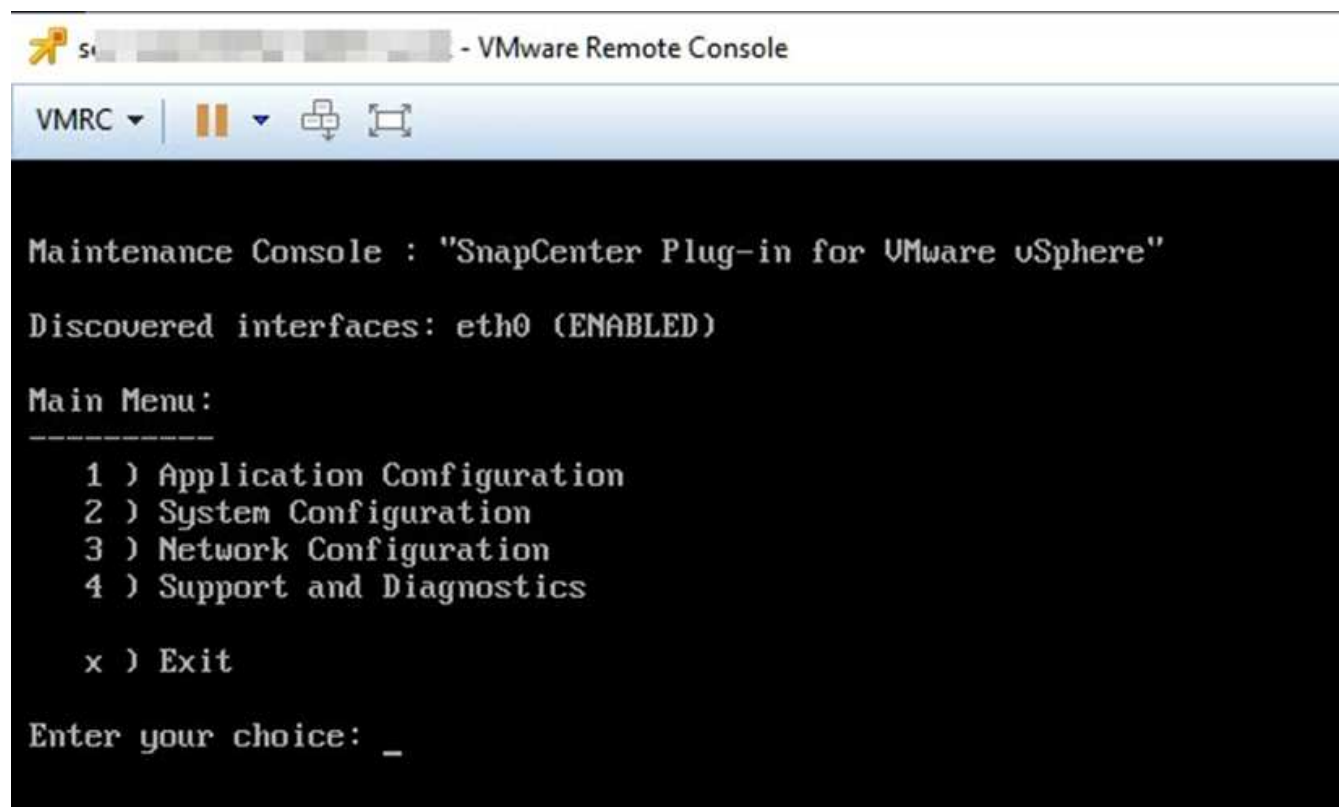 - VMware Remote Console
VMRC
Maintenance Console : "SnapCenter Plug-in for VMware vSphere"
Discovered interfaces: eth0 (ENABLED)
Main Menu:
----------
1 ) Application Configuration
2 ) System Configuration
3 ) Network Configuration
4 ) Support and Diagnostics
x ) Exit
Enter your choice: _